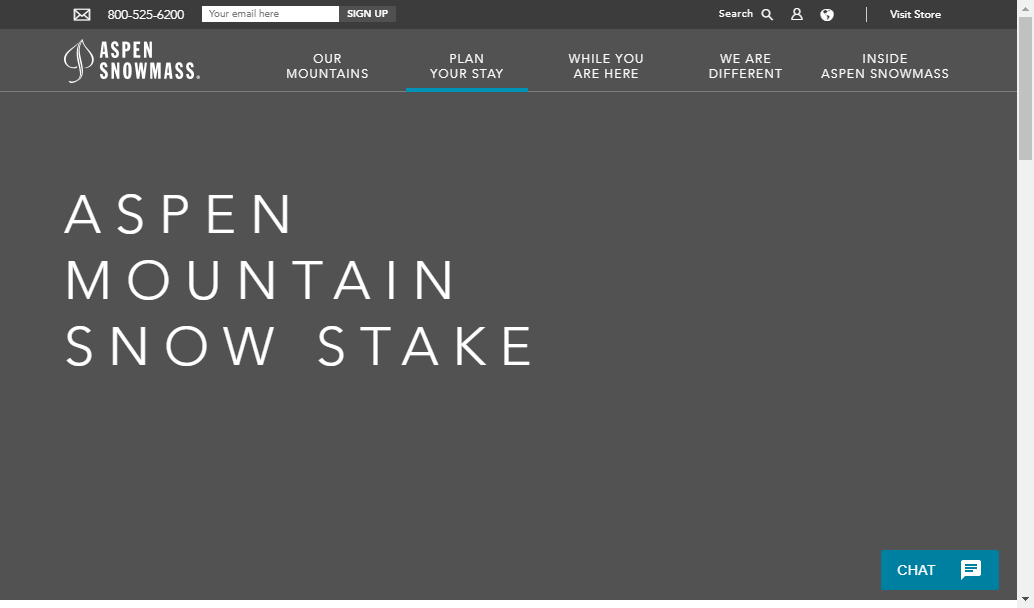 800-525-6200
Your email here
SIGN UP
Search
Visit Store
ASPEN
SNOWMASS®
OUR
MOUNTAINS
PLAN
YOUR STAY
WHILE YOU
ARE HERE
WE ARE
DIFFERENT
INSIDE
ASPEN SNOWMASS
ASPEN
MOUNTAIN
SNOW STAKE
CHAT